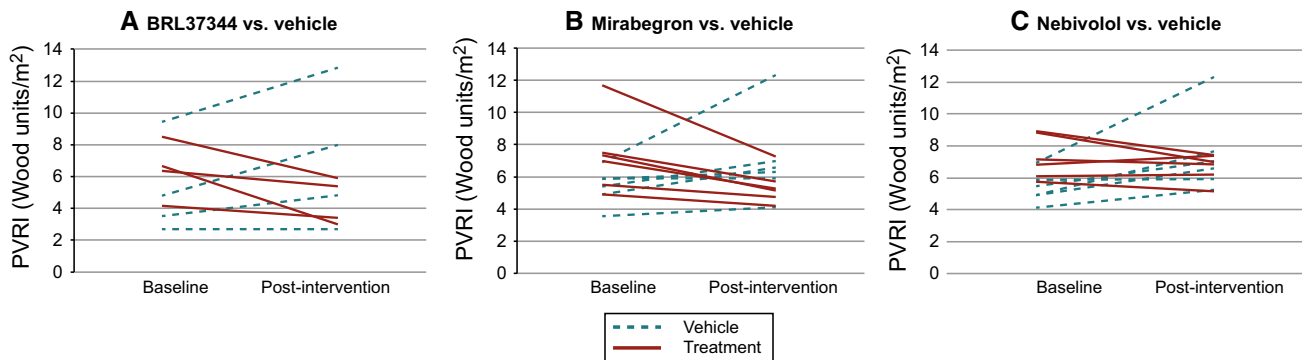 A BRL37344 vs. vehicle
PVRI (Wood units/m²)
14
12
10
8
6
4
2
0
Baseline Post-intervention
B Mirabegron vs. vehicle
PVRI (Wood units/m²)
14
12
10
8
6
4
2
0
Baseline Post-intervention
C Nebivolol vs. vehicle
PVRI (Wood units/m²)
14
12
10
8
6
4
2
0
Baseline Post-intervention
Vehicle
Treatment